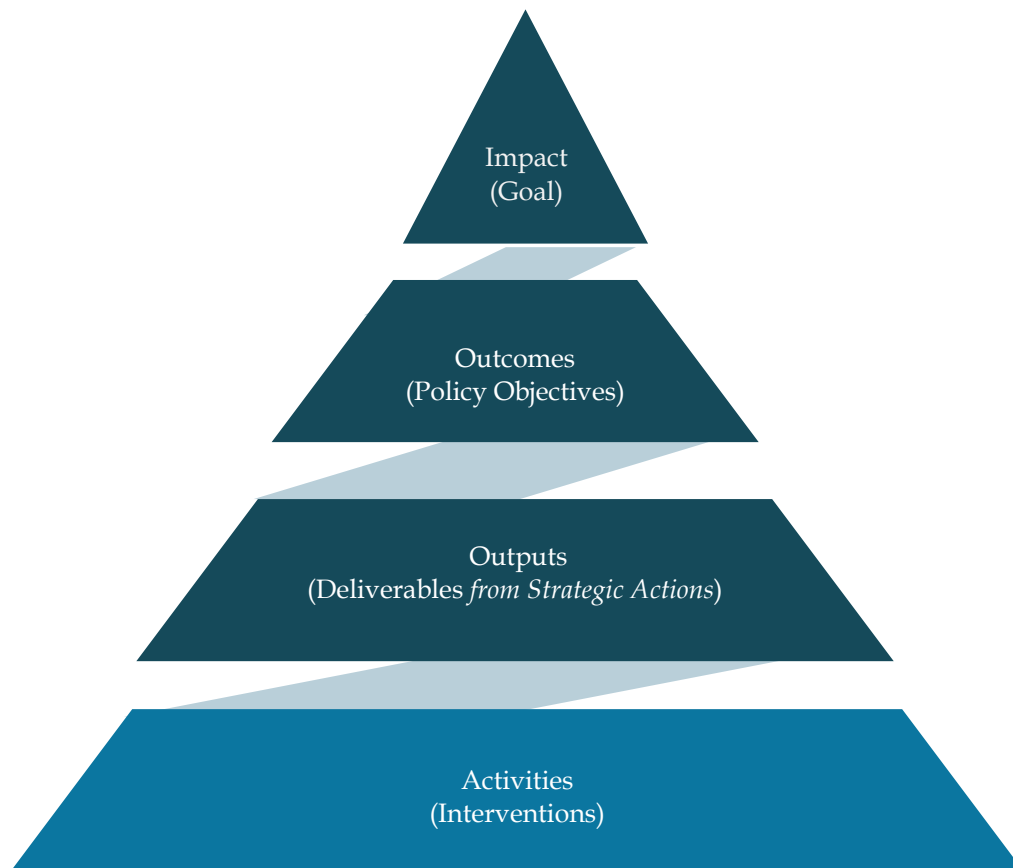 Impact
(Goal)
Outcomes
(Policy Objectives)
Outputs
(Deliverables from Strategic Actions)
Activities
(Interventions)